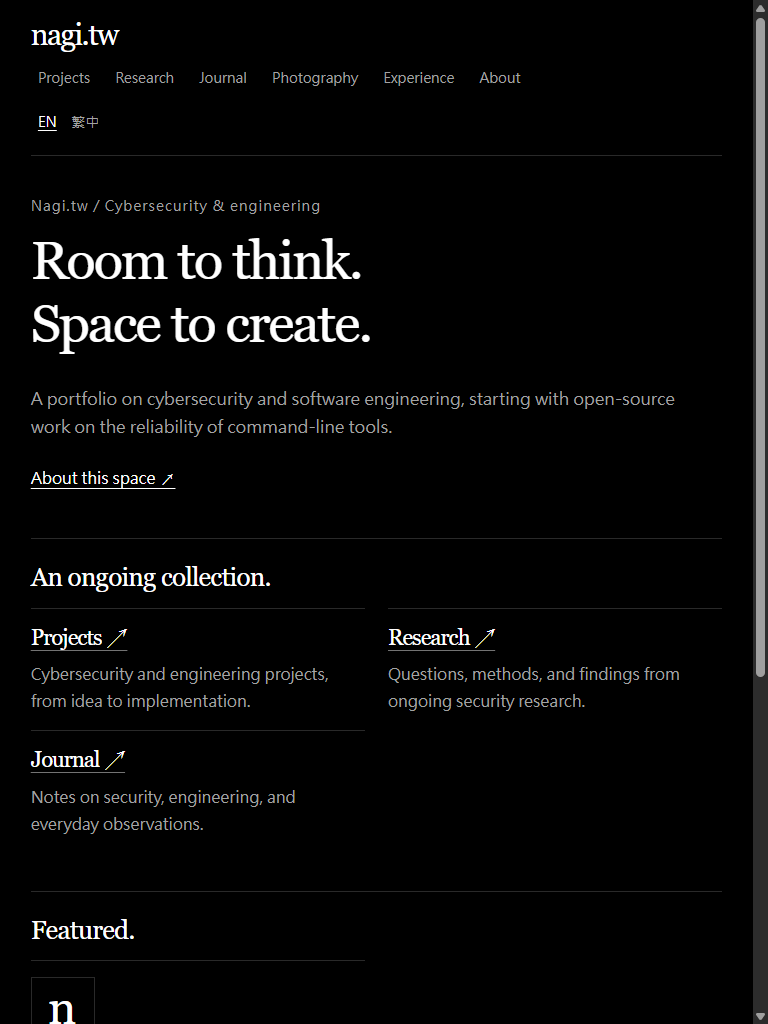 nagi.tw
Projects Research Journal Photography Experience About
EN 繁中
Nagi.tw / Cybersecurity & engineering
Room to think.
Space to create.
A portfolio on cybersecurity and software engineering, starting with open-source
work on the reliability of command-line tools.
About this space ↗
An ongoing collection.
Projects ↗
Cybersecurity and engineering projects,
from idea to implementation.
Research ↗
Questions, methods, and findings from
ongoing security research.
Journal ↗
Notes on security, engineering, and
everyday observations.
Featured.
n